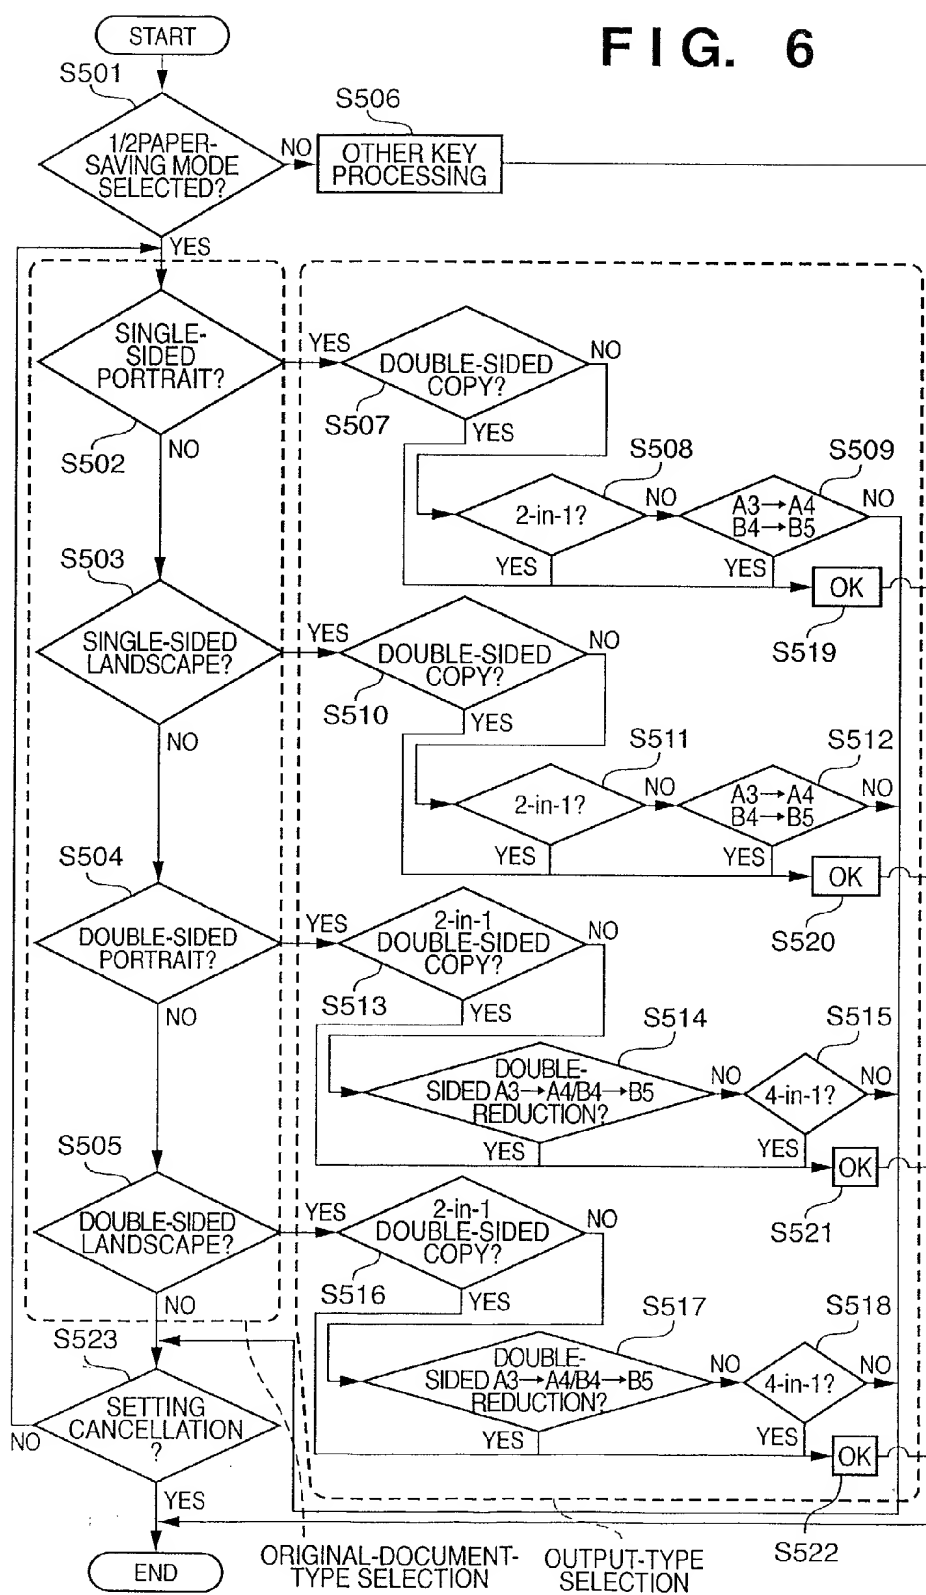 FIG. 6
START
S501
1/2PAPER-
SAVING MODE
SELECTED?
NO
S506
OTHER KEY
PROCESSING
YES
SINGLE-
SIDED
PORTRAIT?
S502
YES
NO
DOUBLE-SIDED
COPY?
S507
NO
YES
S508
2-in-1?
NO
YES
S509
A3→A4
B4→B5
NO
YES
OK
S519
S503
SINGLE-SIDED
LANDSCAPE?
YES
NO
DOUBLE-SIDED
COPY?
S510
NO
YES
S511
2-in-1?
NO
YES
S512
A3→A4
B4→B5
NO
YES
OK
S520
S504
DOUBLE-SIDED
PORTRAIT?
YES
NO
2-in-1
DOUBLE-SIDED
COPY?
S513
NO
YES
S514
DOUBLE-
SIDED A3→A4/B4→B5
REDUCTION?
NO
YES
S515
4-in-1?
NO
YES
OK
S521
S505
DOUBLE-SIDED
LANDSCAPE?
YES
NO
2-in-1
DOUBLE-SIDED
COPY?
S516
NO
YES
S517
DOUBLE-
SIDED A3→A4/B4→B5
REDUCTION?
NO
YES
S518
4-in-1?
NO
YES
OK
S522
S523
SETTING
CANCELLATION
?
NO
YES
END
ORIGINAL-DOCUMENT-
TYPE SELECTION
OUTPUT-TYPE
SELECTION